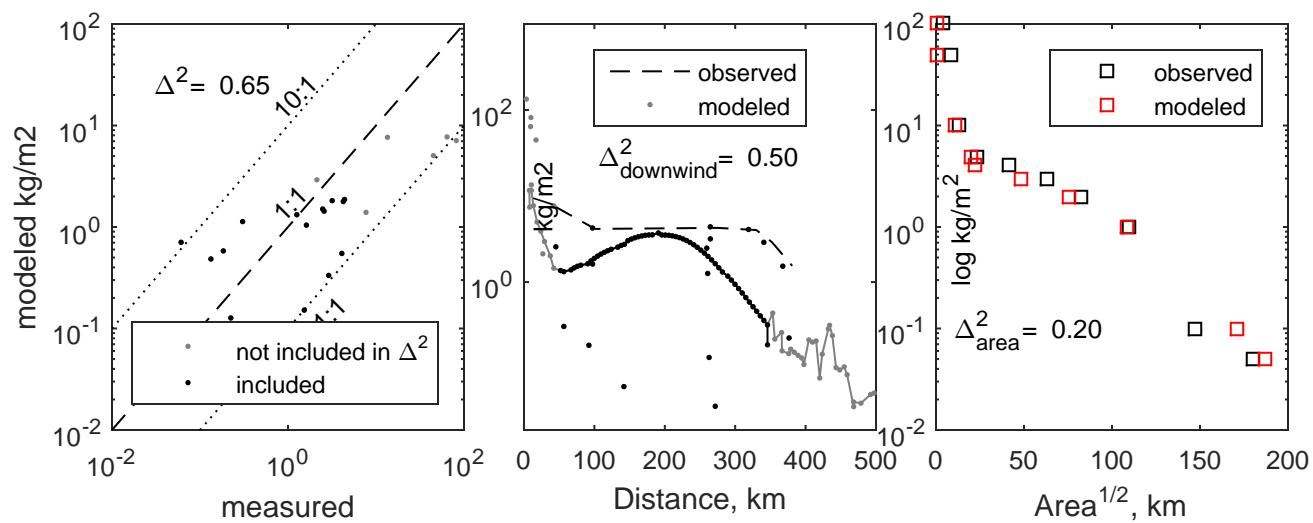 modeled kg/m2
10^2
10^1
10^0
10^-1
10^-2
Δ^2= 0.65
10:1
1:1
1:1
not included in Δ^2
included
10^-2
10^0
10^2
measured
10^2
10^0
kg/m2
observed
modeled
Δ^2_downwind= 0.50
0 100 200 300 400 500
Distance, km
10^2
10^1
10^0
10^-1
10^-2
log kg/m^2
observed
modeled
Δ^2_area= 0.20
0 50 100 150 200
Area^1/2, km